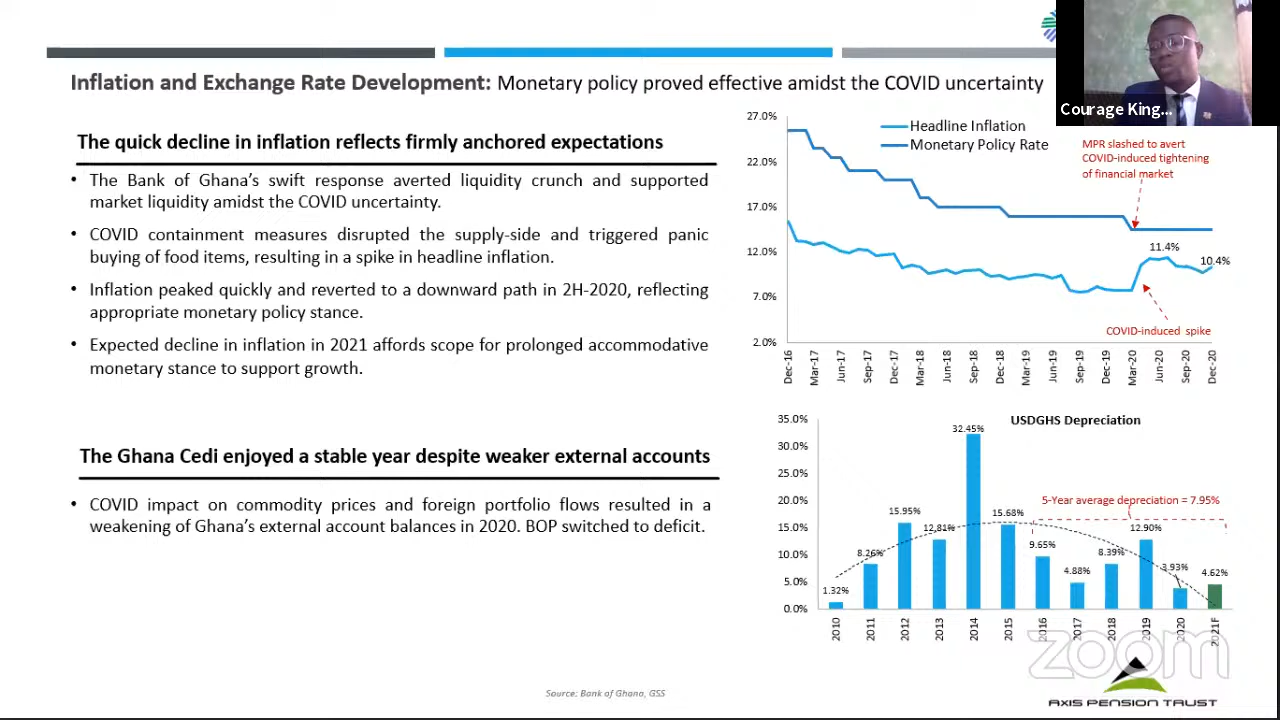 Inflation and Exchange Rate Development: Monetary policy proved effective amidst the COVID uncertainty
Courage King...
The quick decline in inflation reflects firmly anchored expectations
• The Bank of Ghana's swift response averted liquidity crunch and supported
market liquidity amidst the COVID uncertainty.
• COVID containment measures disrupted the supply-side and triggered panic
buying of food items, resulting in a spike in headline inflation.
• Inflation peaked quickly and reverted to a downward path in 2H-2020, reflecting
appropriate monetary policy stance.
• Expected decline in inflation in 2021 affords scope for prolonged accommodative
monetary stance to support growth.
The Ghana Cedi enjoyed a stable year despite weaker external accounts
• COVID impact on commodity prices and foreign portfolio flows resulted in a
weakening of Ghana's external account balances in 2020. BOP switched to deficit.
Source: Bank of Ghana, GSS
27.0%
22.0%
17.0%
12.0%
7.0%
2.0%
Headline Inflation
Monetary Policy Rate
MPR slashed to avert
COVID-induced tightening
of financial market
11.4%
10.4%
COVID-induced spike
Dec-16
Mar-17
Jun-17
Sep-17
Dec-17
Mar-18
Jun-18
Sep-18
Dec-18
Mar-19
Jun-19
Sep-19
Dec-19
Mar-20
Jun-20
Sep-20
Dec-20
USDGHS Depreciation
35.0%
30.0%
25.0%
20.0%
15.0%
10.0%
5.0%
0.0%
5-Year average depreciation = 7.95%
1.32%
8.26%
15.95%
12.81%
32.45%
15.68%
9.65%
4.88%
8.39%
12.90%
3.93%
4.62%
2010
2011
2012
2013
2014
2015
2016
2017
2018
2019
2020
2021F
zoom
AXIS PENSION TRUST